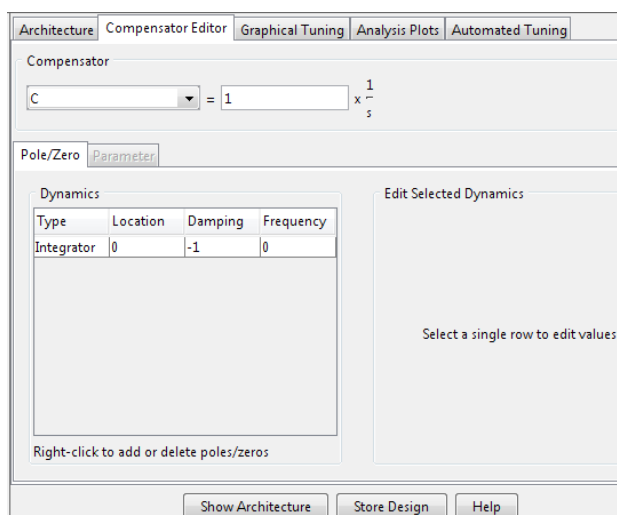 Architecture Compensator Editor Graphical Tuning Analysis Plots Automated Tuning
Compensator
C = 1 x 1/s
Pole/Zero Parameter
Dynamics Edit Selected Dynamics
Type Location Damping Frequency
Integrator 0 -1 0
Select a single row to edit values
Right-click to add or delete poles/zeros
Show Architecture Store Design Help